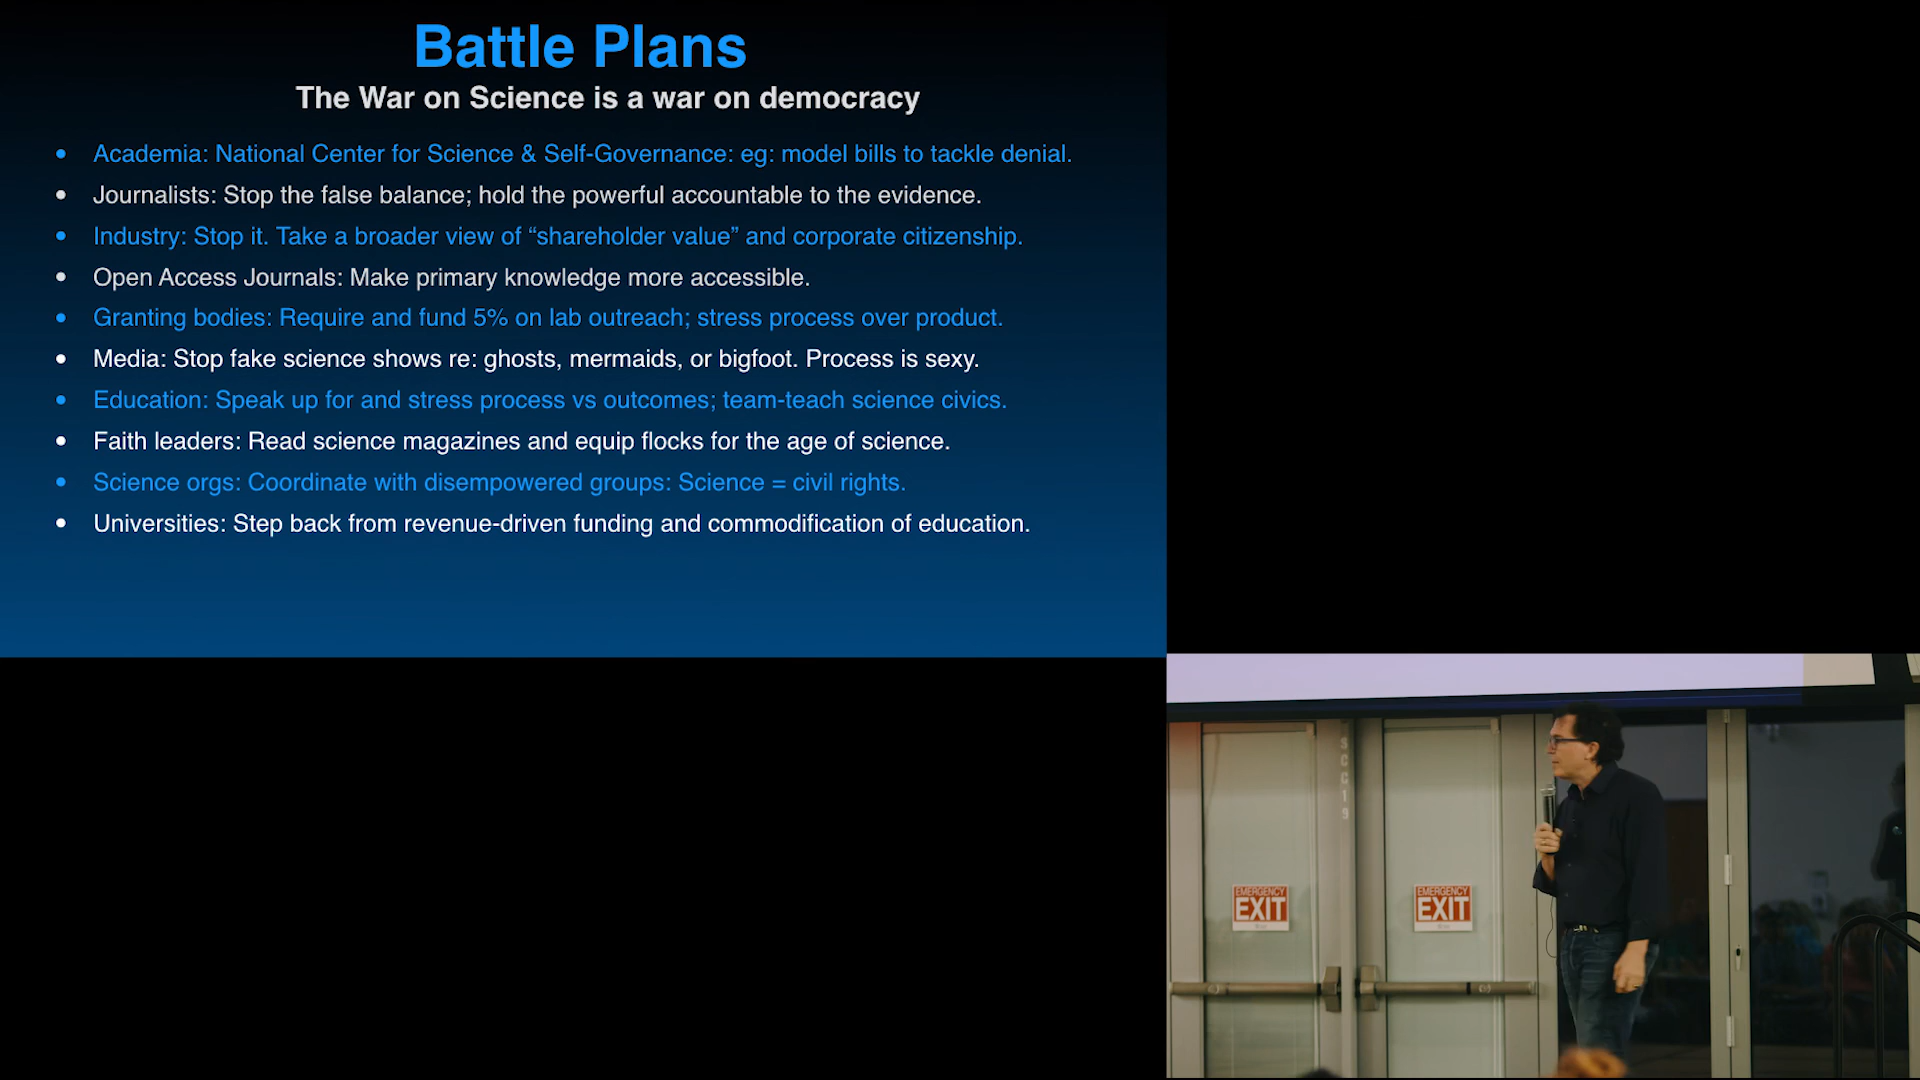 Battle Plans
The War on Science is a war on democracy
• Academia: National Center for Science & Self-Governance: eg: model bills to tackle denial.
• Journalists: Stop the false balance; hold the powerful accountable to the evidence.
• Industry: Stop it. Take a broader view of “shareholder value” and corporate citizenship.
• Open Access Journals: Make primary knowledge more accessible.
• Granting bodies: Require and fund 5% on lab outreach; stress process over product.
• Media: Stop fake science shows re: ghosts, mermaids, or bigfoot. Process is sexy.
• Education: Speak up for and stress process vs outcomes; team-teach science civics.
• Faith leaders: Read science magazines and equip flocks for the age of science.
• Science orgs: Coordinate with disempowered groups: Science = civil rights.
• Universities: Step back from revenue-driven funding and commodification of education.
SCC19
EMERGENCY
EXIT
EMERGENCY
EXIT